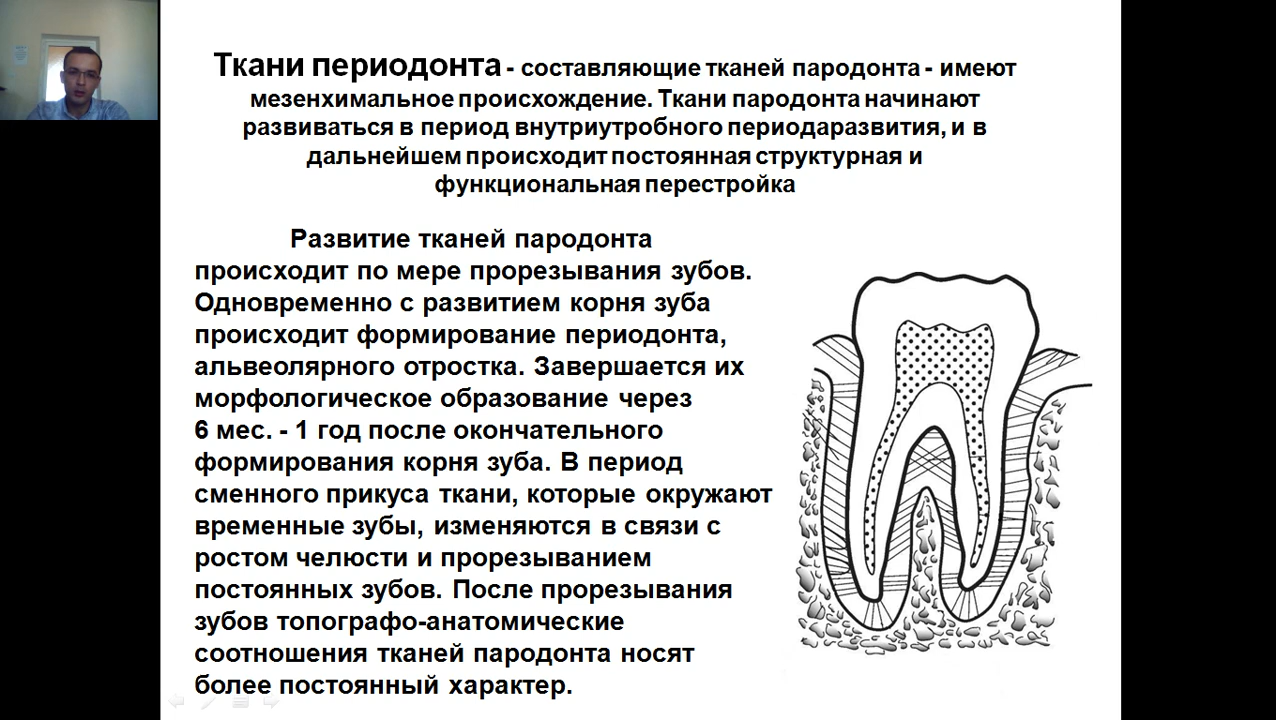 Ткани периодонта - составляющие тканей пародонта - имеют
мезенхимальное происхождение. Ткани пародонта начинают
развиваться в период внутриутробного периодаразвития, и в
дальнейшем происходит постоянная структурная и
функциональная перестройка
Развитие тканей пародонта
происходит по мере прорезывания зубов.
Одновременно с развитием корня зуба
происходит формирование периодонта,
альвеолярного отростка. Завершается их
морфологическое образование через
6 мес. - 1 год после окончательного
формирования корня зуба. В период
сменного прикуса ткани, которые окружают
временные зубы, изменяются в связи с
ростом челюсти и прорезыванием
постоянных зубов. После прорезывания
зубов топографо-анатомические
соотношения тканей пародонта носят
более постоянный характер.